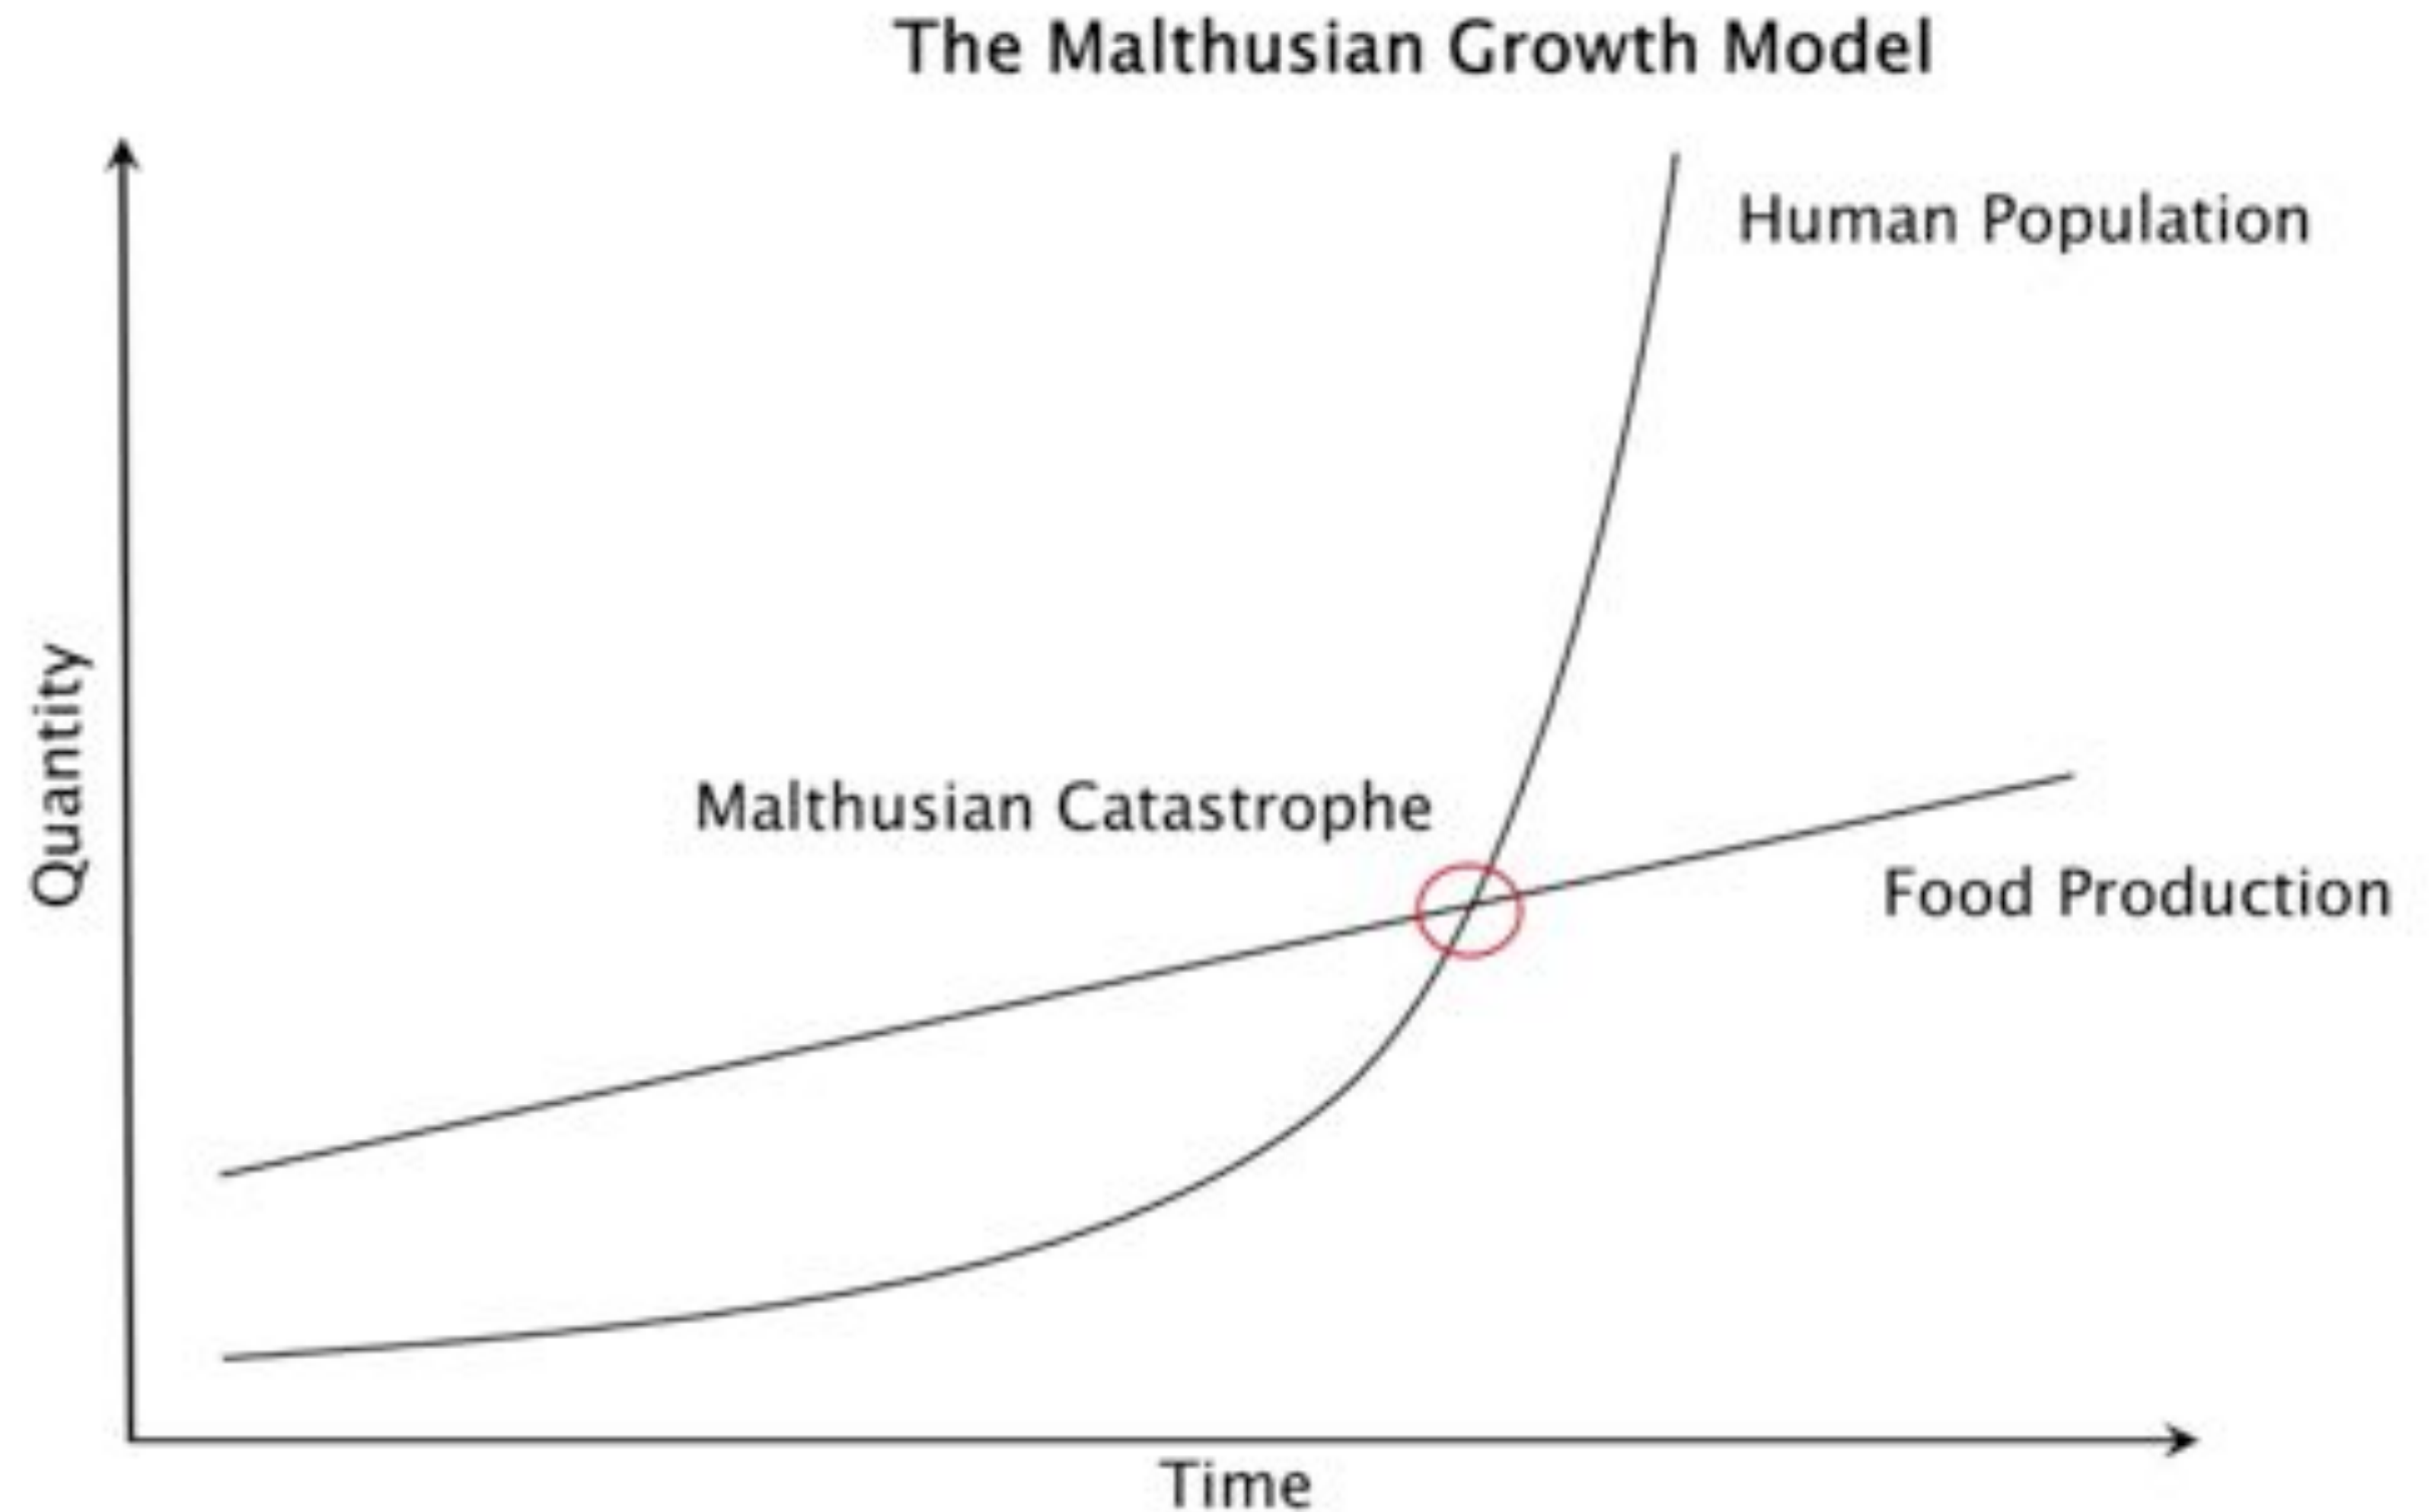 The Malthusian Growth Model
Human Population
Quantity
Malthusian Catastrophe
Food Production
Time